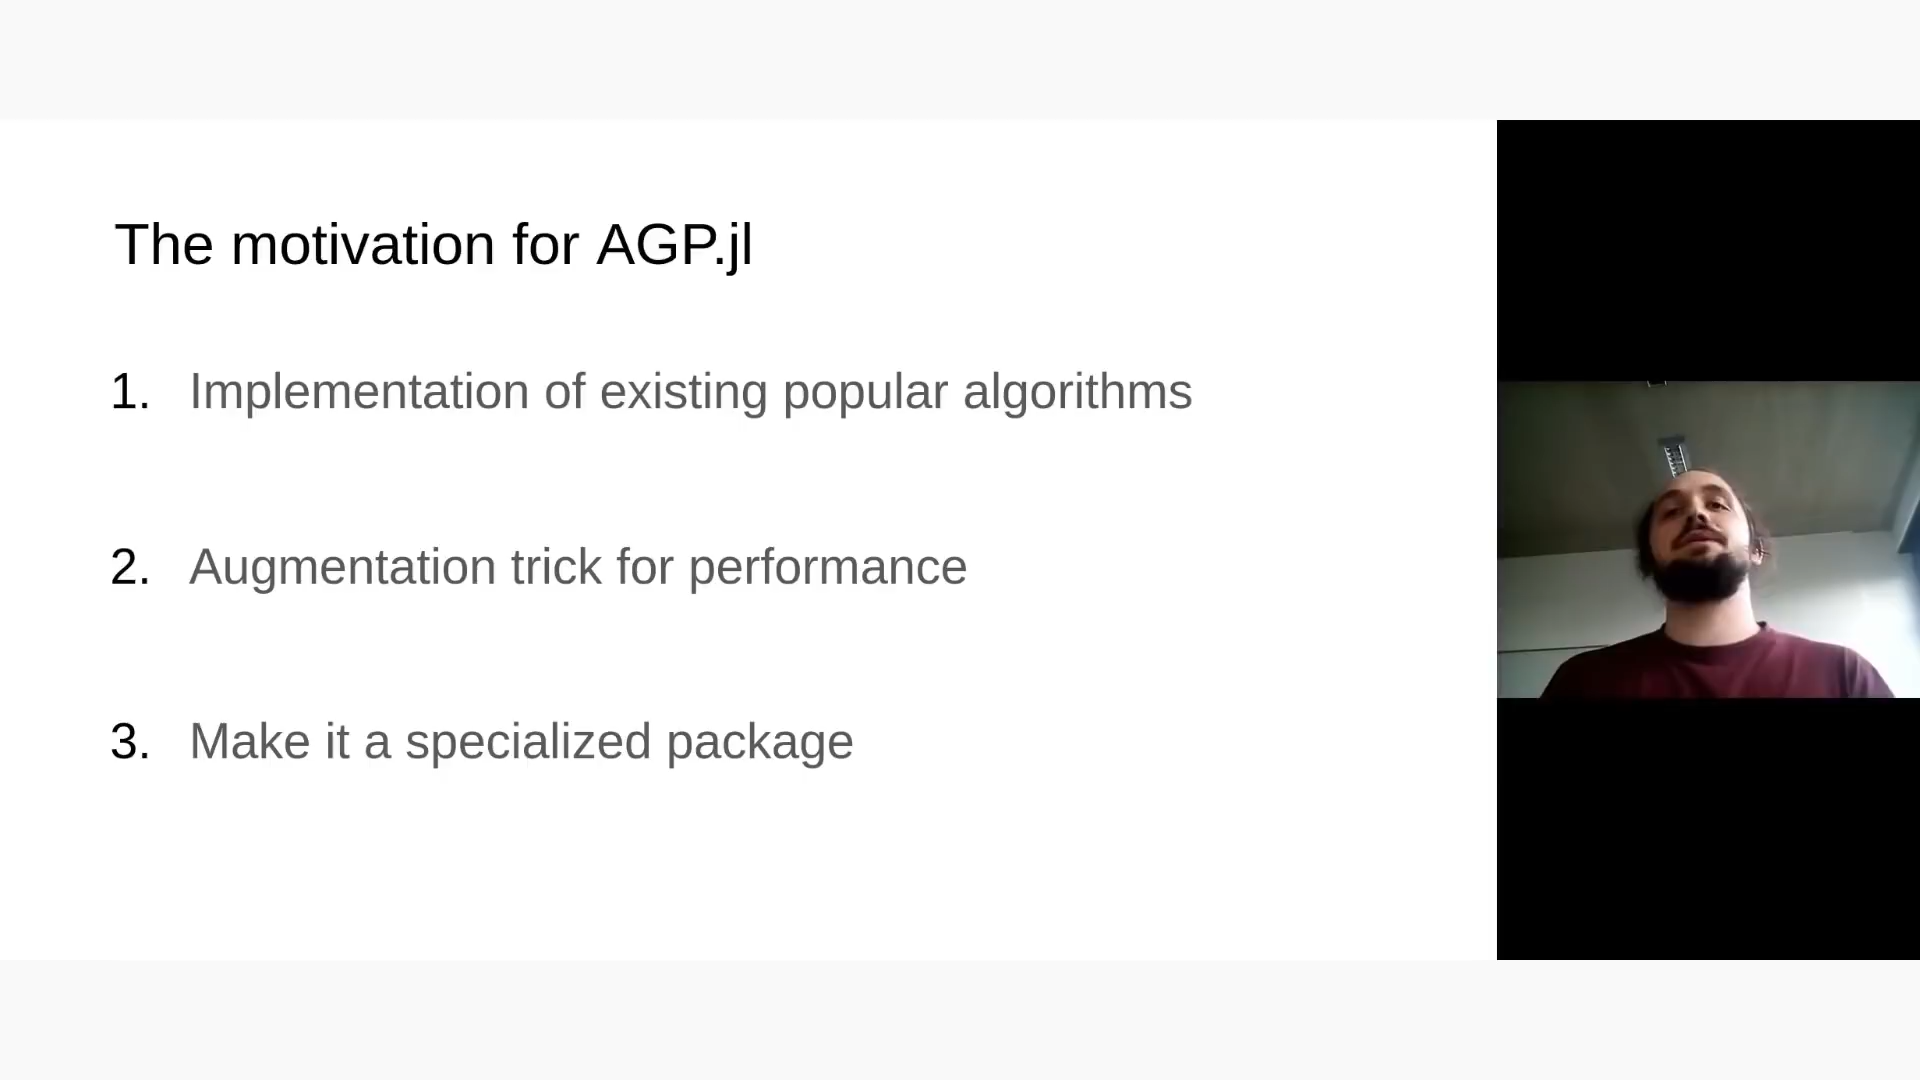 The motivation for AGP.jl
1. Implementation of existing popular algorithms
2. Augmentation trick for performance
3. Make it a specialized package